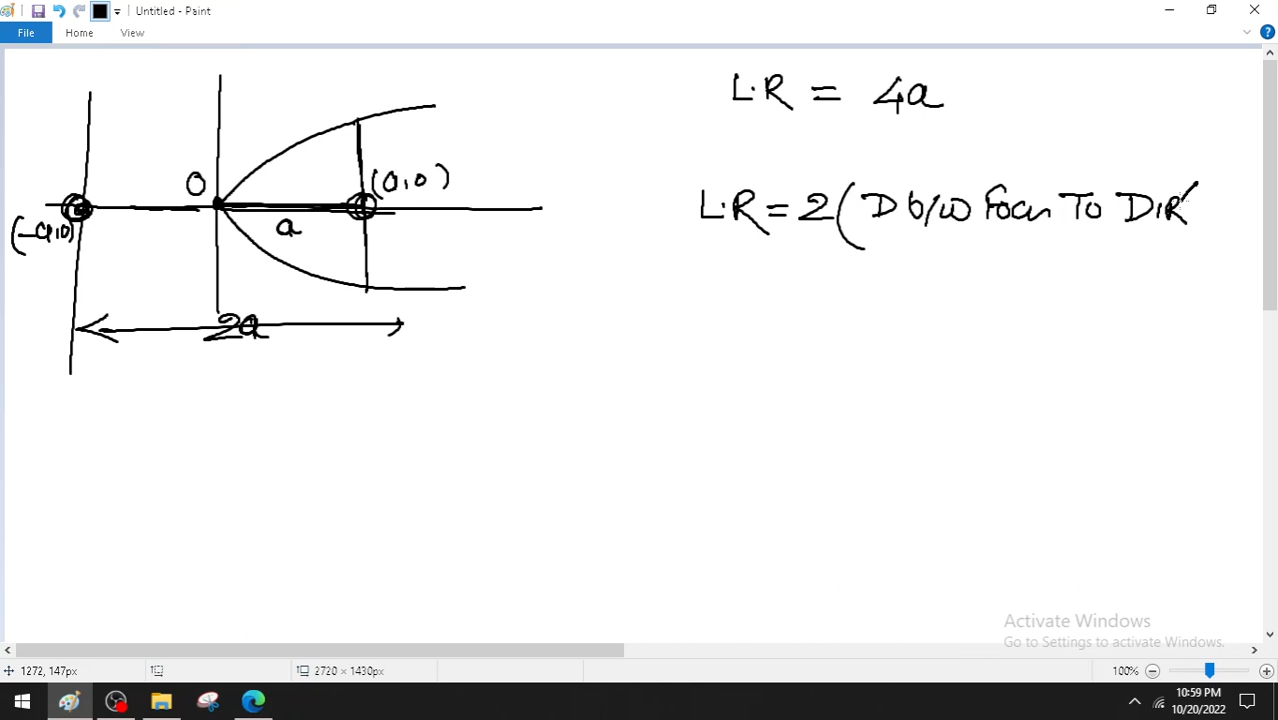 Untitled - Paint
File Home View
L.R = 4a
O
(a,0)
L.R = 2( D b/w Focus To DIR
(-a,0)
a
2a
Activate Windows
Go to Settings to activate Windows.
1272, 147px
2720 × 1430px
100%
10:59 PM
10/20/2022